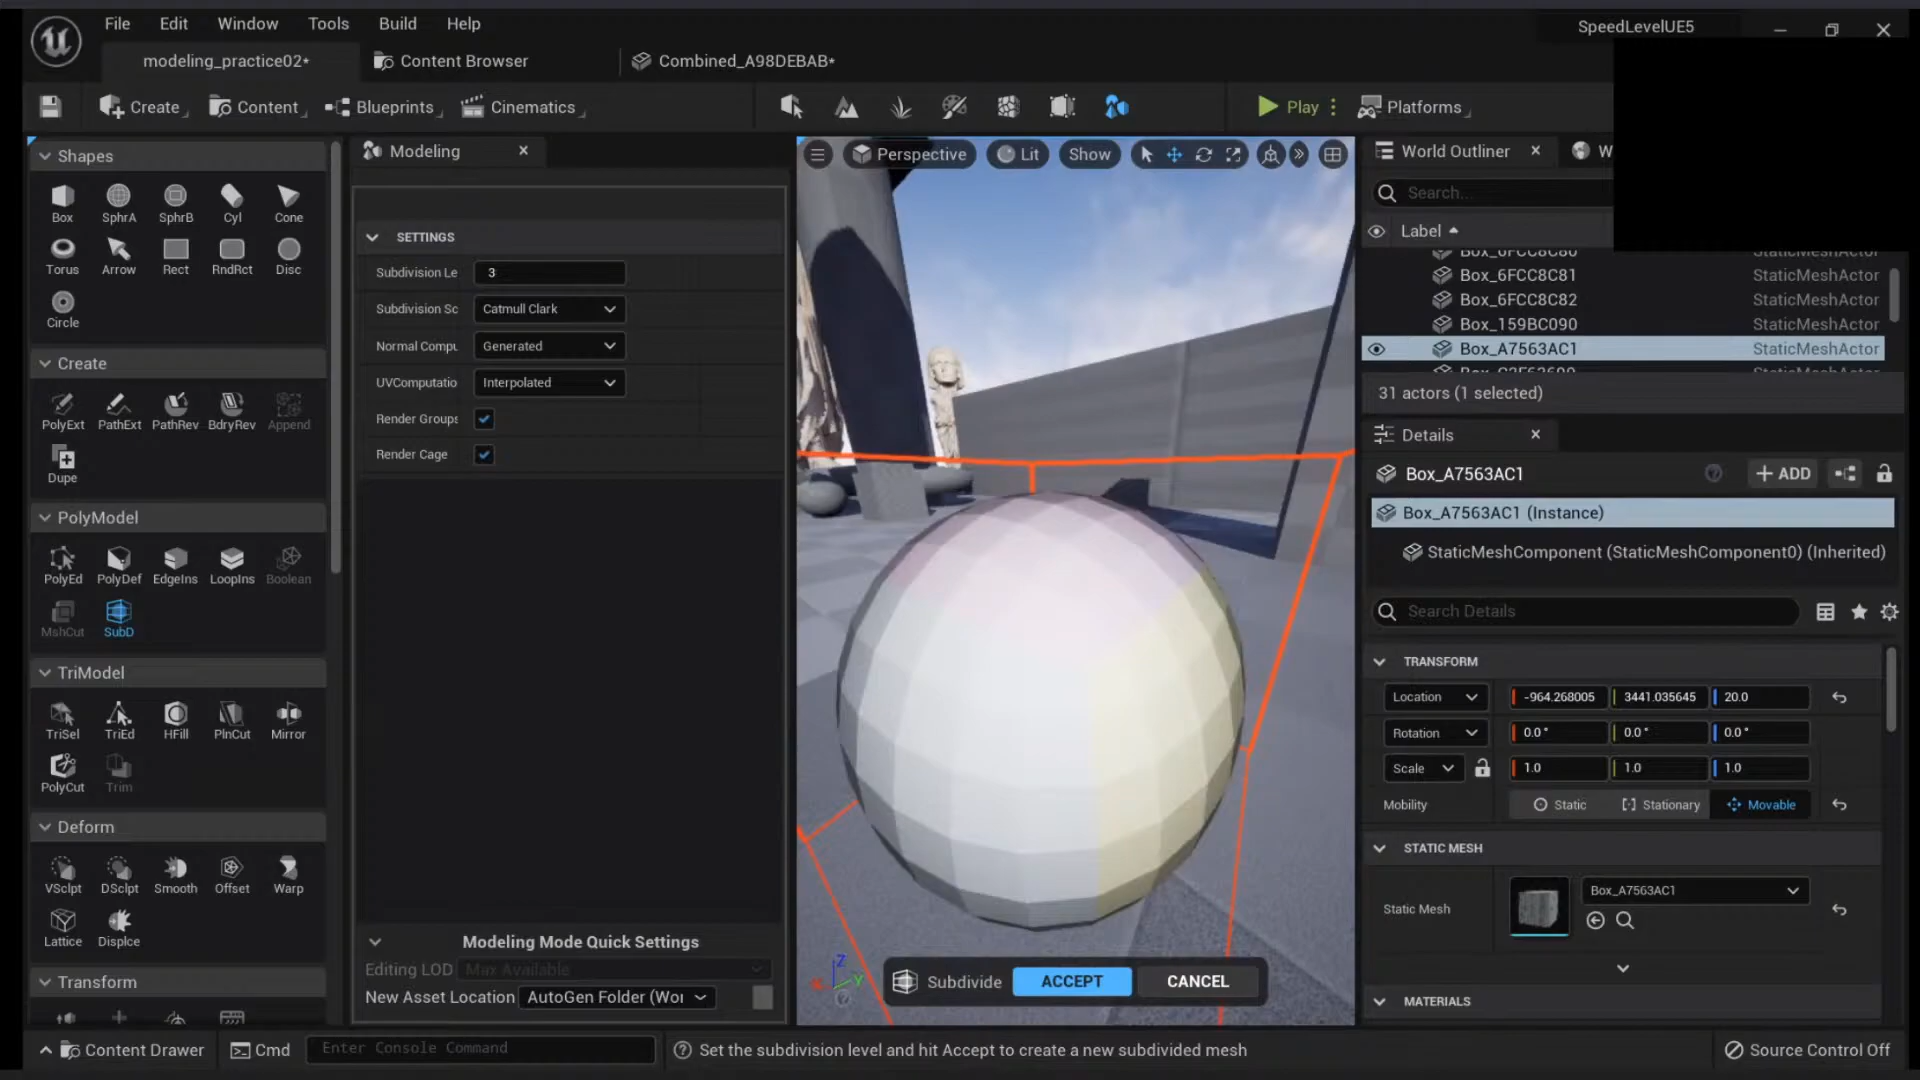 File Edit Window Tools Build Help
SpeedLevelUE5
modeling_practice02*
Content Browser
Combined_A98DEBAB*
Create
Content
Blueprints
Cinematics
Play
Platforms
Shapes
Box SphrA SphrB Cyl Cone
Torus Arrow Rect RndRct Disc
Circle
Create
PolyExt PathExt PathRev BdryRev Append
Dupe
PolyModel
PolyEd PolyDef EdgeIns LoopIns Boolean
MshCut SubD
TriModel
TriSel TriEd HFill PlnCut Mirror
PolyCut Trim
Deform
VSclpt DSclpt Smooth Offset Warp
Lattice Displce
Transform
Modeling
SETTINGS
Subdivision Le 3
Subdivision Sc Catmull Clark
Normal Compu Generated
UVComputatio Interpolated
Render Groups
Render Cage
Modeling Mode Quick Settings
Editing LOD Max Available
New Asset Location AutoGen Folder (Wor
Perspective Lit Show
Z
Y
Subdivide ACCEPT CANCEL
World Outliner
W
Search...
Label
Box_6FCC8C80 StaticMeshActor
Box_6FCC8C81 StaticMeshActor
Box_6FCC8C82 StaticMeshActor
Box_159BC090 StaticMeshActor
Box_A7563AC1 StaticMeshActor
31 actors (1 selected)
Details
Box_A7563AC1
ADD
Box_A7563AC1 (Instance)
StaticMeshComponent (StaticMeshComponent0) (Inherited)
Search Details
TRANSFORM
Location -964.268005 3441.035645 20.0
Rotation 0.0° 0.0° 0.0°
Scale 1.0 1.0 1.0
Mobility Static Stationary Movable
STATIC MESH
Static Mesh Box_A7563AC1
MATERIALS
Content Drawer
Cmd
Enter Console Command
Set the subdivision level and hit Accept to create a new subdivided mesh
Source Control Off